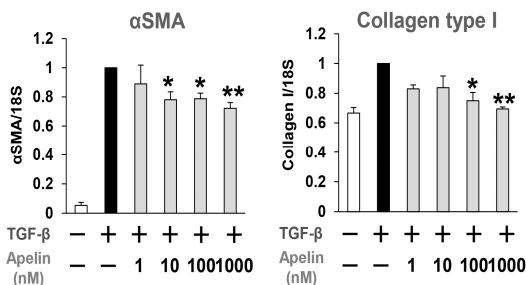 αSMA
αSMA/18S
1.2
1
0.8
0.6
0.4
0.2
0
* * **
TGF-β − + + + + +
Apelin (nM) − − 1 10 100 1000
Collagen type I
Collagen I/18S
1.2
1
0.8
0.6
0.4
0.2
0
* **
TGF-β − + + + + +
Apelin (nM) − − 1 10 100 1000